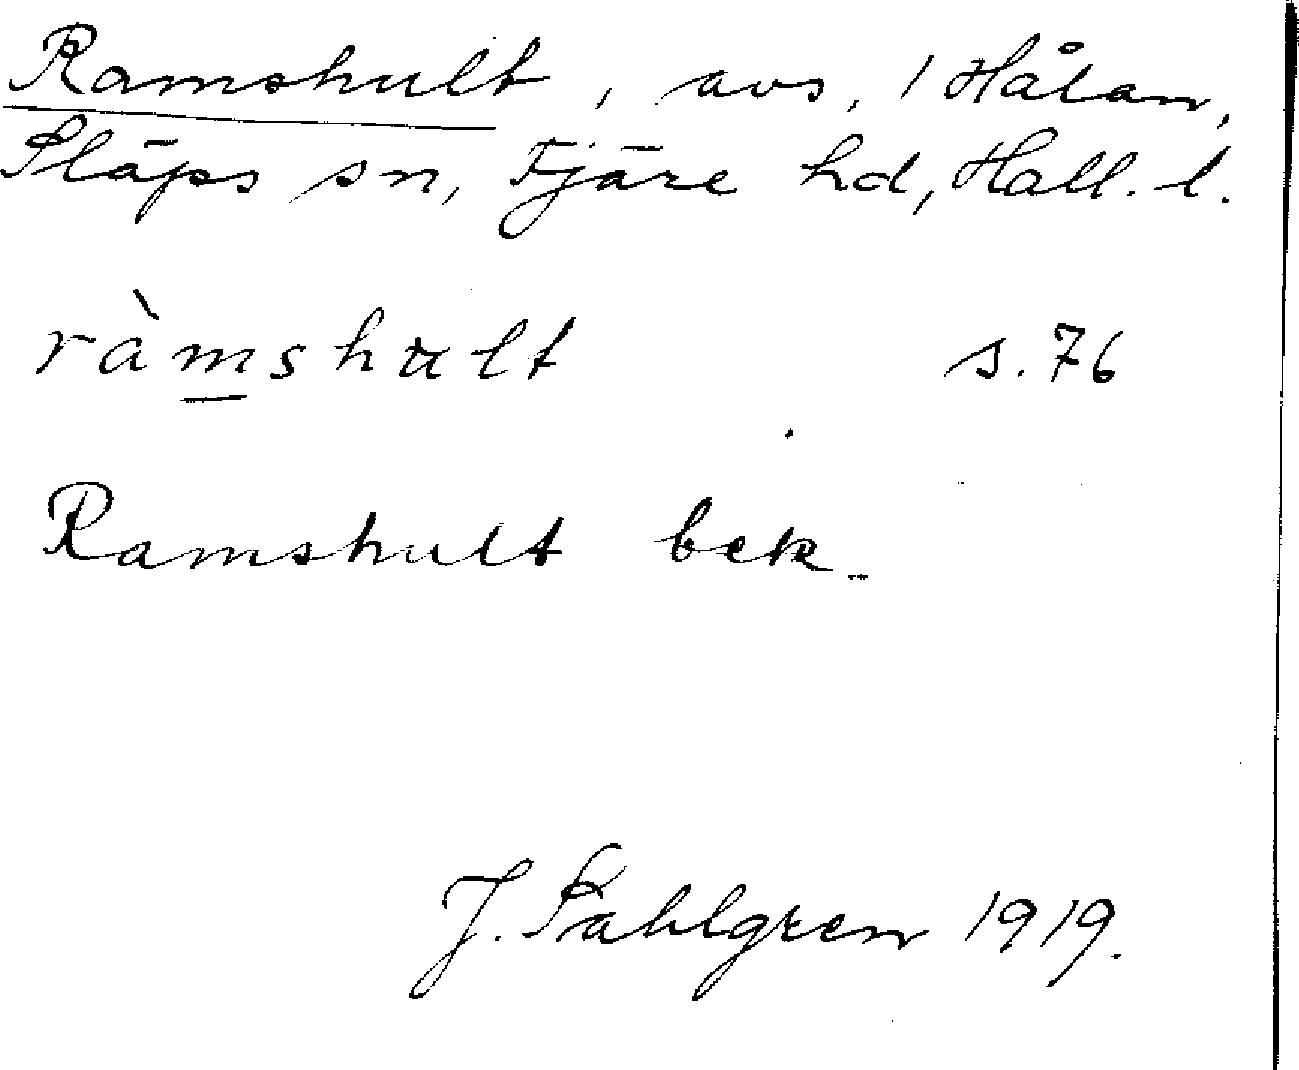 Ramshult, avs, 1 Hålan,
Släps sn, Fjäre hd, Hall. l.
ràmshult s. 76
Ramshult bek.
J. Sahlgren 1919.